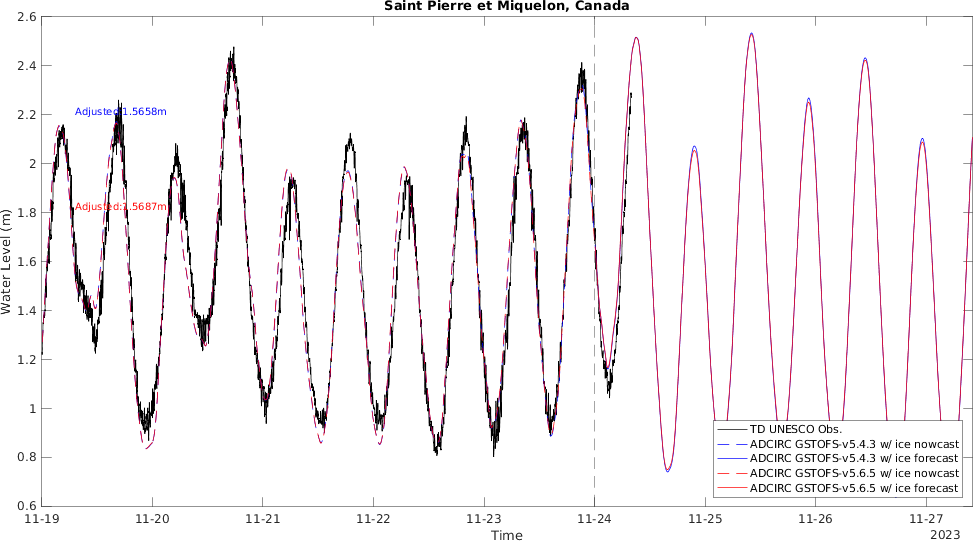 Saint Pierre et Miquelon, Canada
2.6
2.4
2.2
2
1.8
1.6
1.4
1.2
1
0.8
0.6
Water Level (m)
Adjusted:1.5658m
Adjusted:1.5687m
TD UNESCO Obs.
ADCIRC GSTOFS-v5.4.3 w/ ice nowcast
ADCIRC GSTOFS-v5.4.3 w/ ice forecast
ADCIRC GSTOFS-v5.6.5 w/ ice nowcast
ADCIRC GSTOFS-v5.6.5 w/ ice forecast
11-19 11-20 11-21 11-22 11-23 11-24 11-25 11-26 11-27
Time
2023